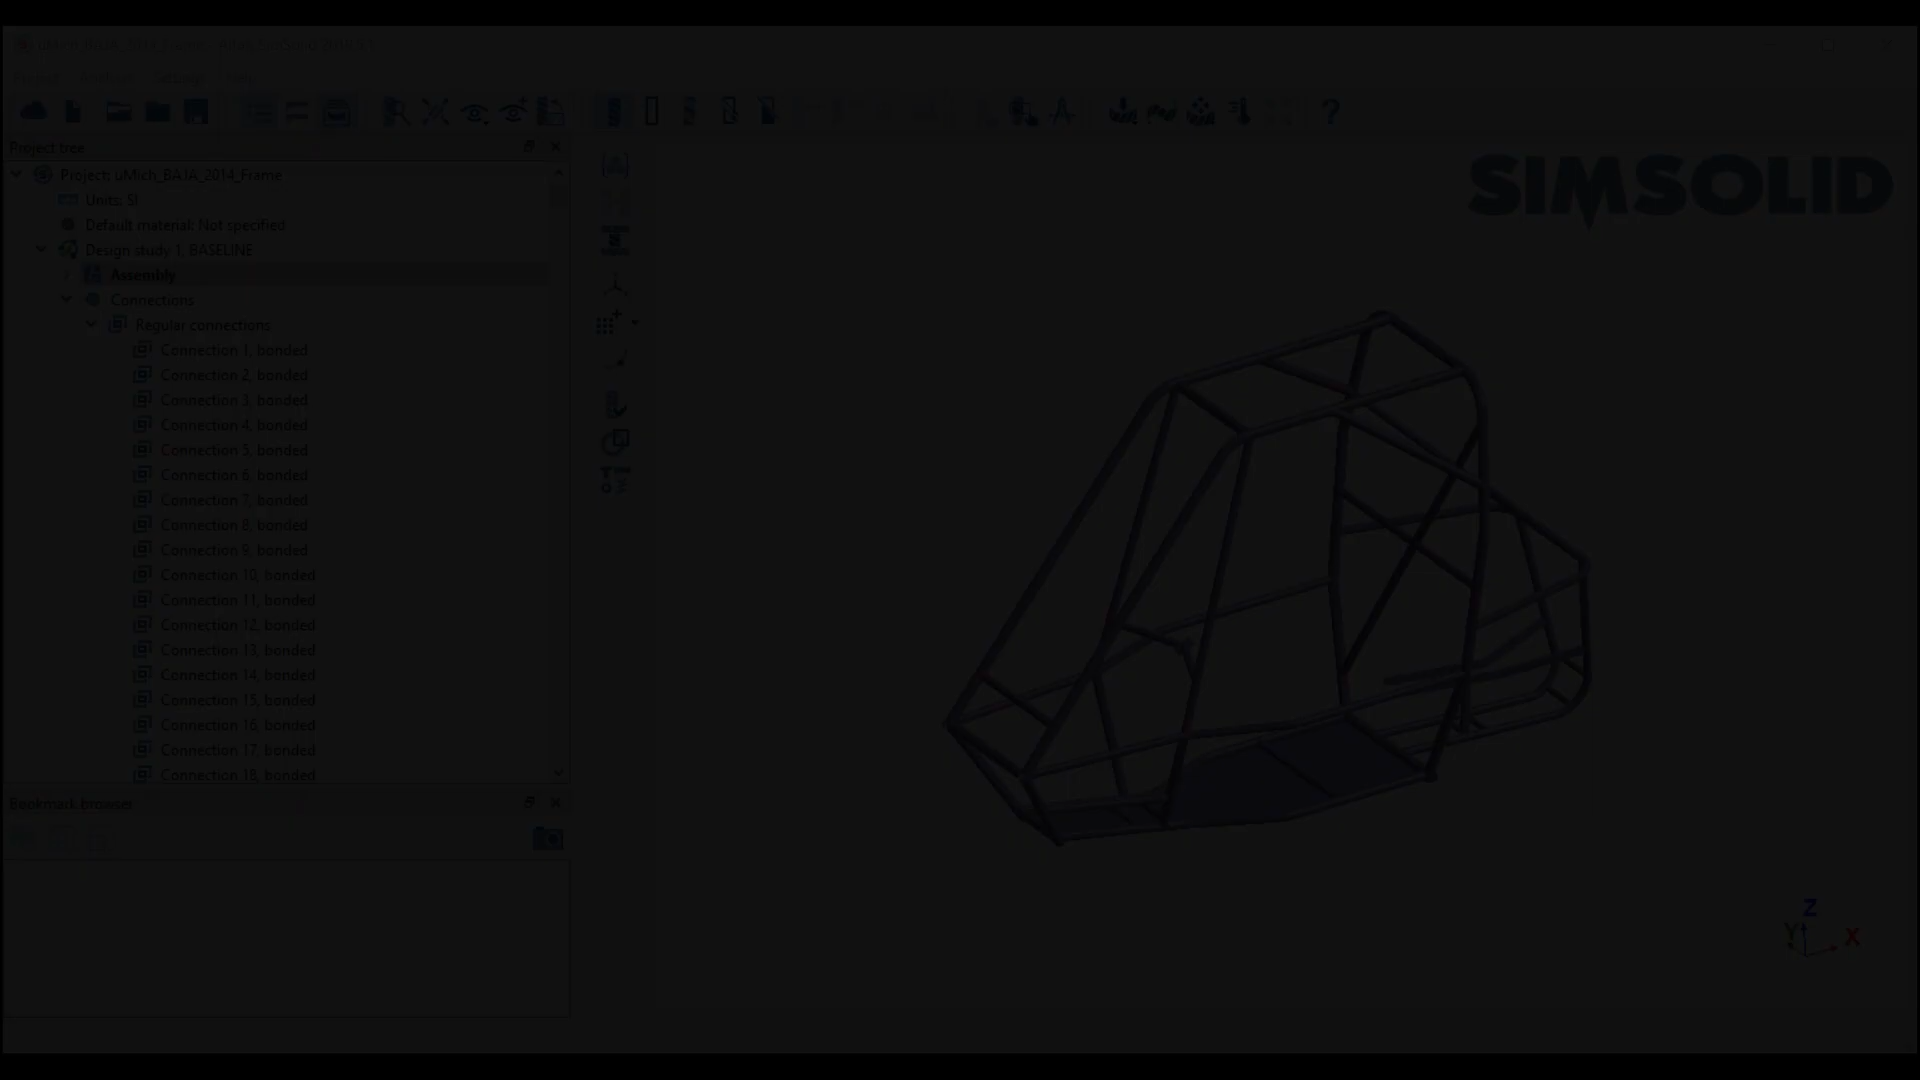 Project tree
Project: uMich_BAJA_2014_Frame
Units: SI
Default material: Not specified
Design study 1, BASELINE
Assembly
Connections
Regular connections
Connection 1, bonded
Connection 2, bonded
Connection 3, bonded
Connection 4, bonded
Connection 5, bonded
Connection 6, bonded
Connection 7, bonded
Connection 8, bonded
Connection 9, bonded
Connection 10, bonded
Connection 11, bonded
Connection 12, bonded
Connection 13, bonded
Connection 14, bonded
Connection 15, bonded
Connection 16, bonded
Connection 17, bonded
Connection 18, bonded
Bookmark browser
SIMSOLID
Z
Y
X